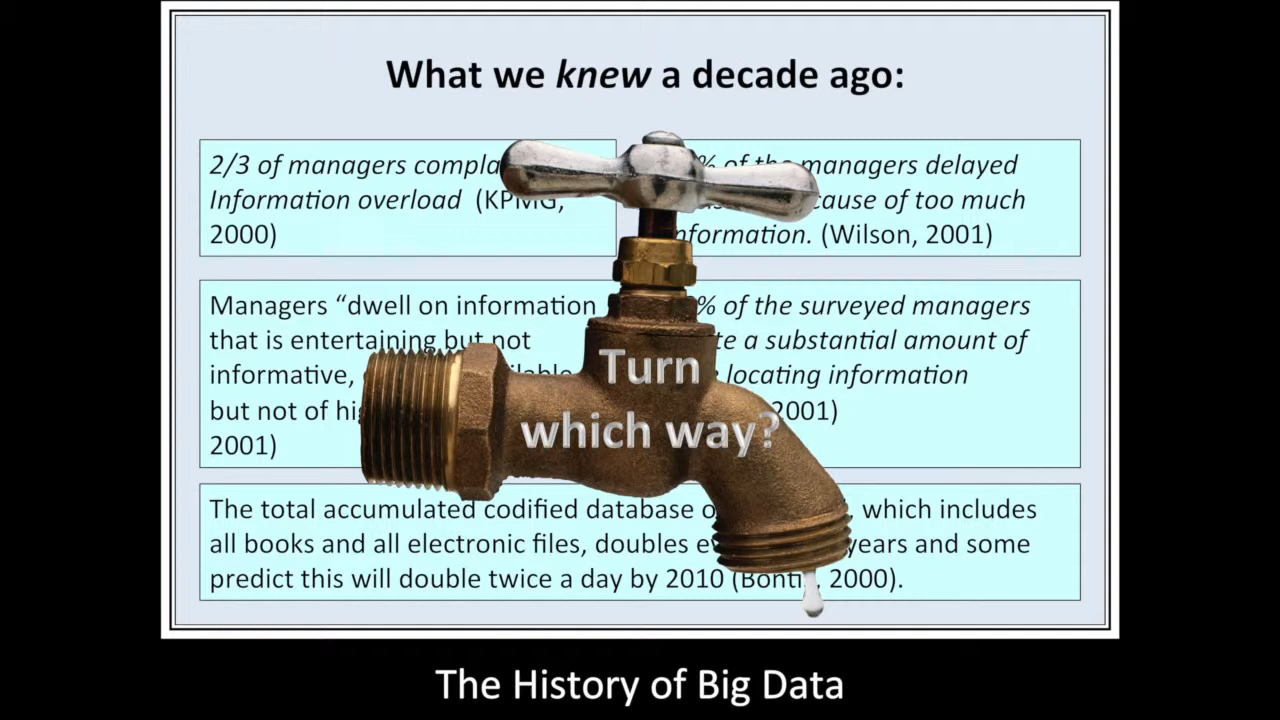 What we knew a decade ago:
2/3 of managers
Information overload (KPMG,
2000)
% of the managers delayed
cause of too much
information. (Wilson, 2001)
Managers “dwell on information
that is entertaining but not
informative,
but not of
2001)
% of the surveyed managers
a substantial amount of
locating information
2001)
Turn
which way?
The total accumulated codified database which includes
all books and all electronic files, doubles years and some
predict this will double twice a day by 2010 (Bontis, 2000).
The History of Big Data